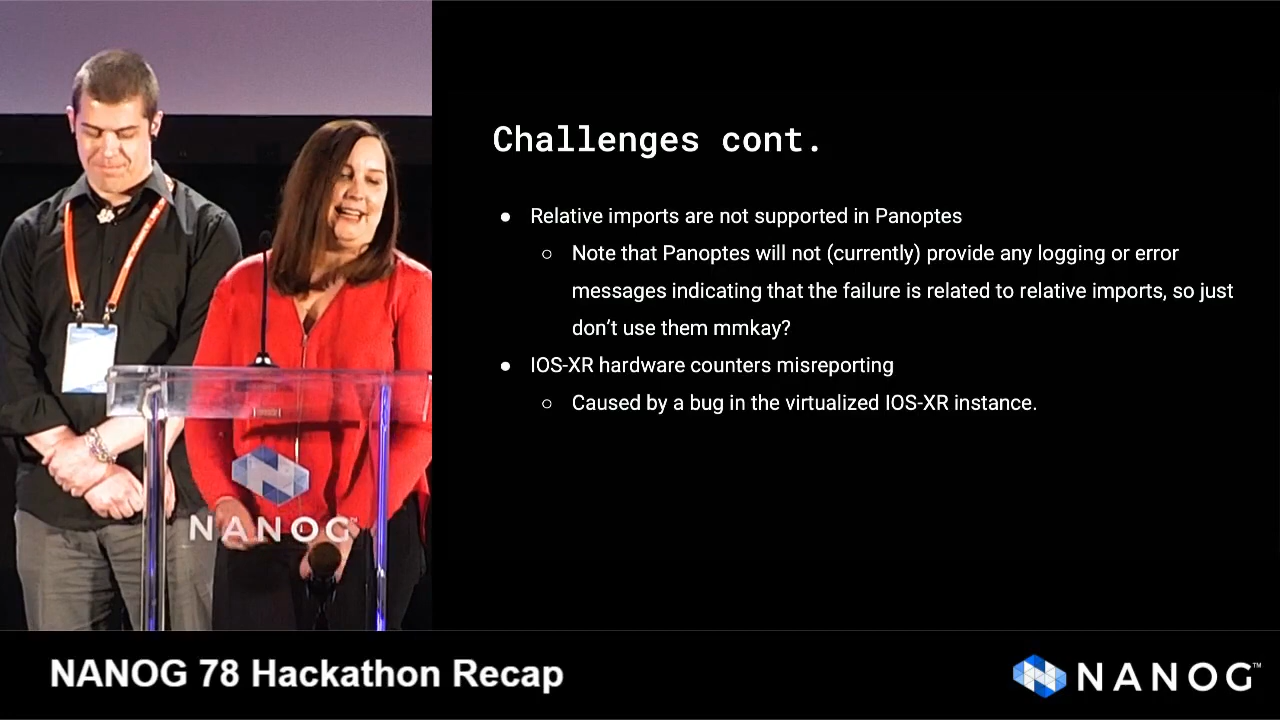 Challenges cont.
● Relative imports are not supported in Panoptes
○ Note that Panoptes will not (currently) provide any logging or error
messages indicating that the failure is related to relative imports, so just
don’t use them mmkay?
● IOS-XR hardware counters misreporting
○ Caused by a bug in the virtualized IOS-XR instance.
NANOG™
NANOG 78 Hackathon Recap
NANOG™